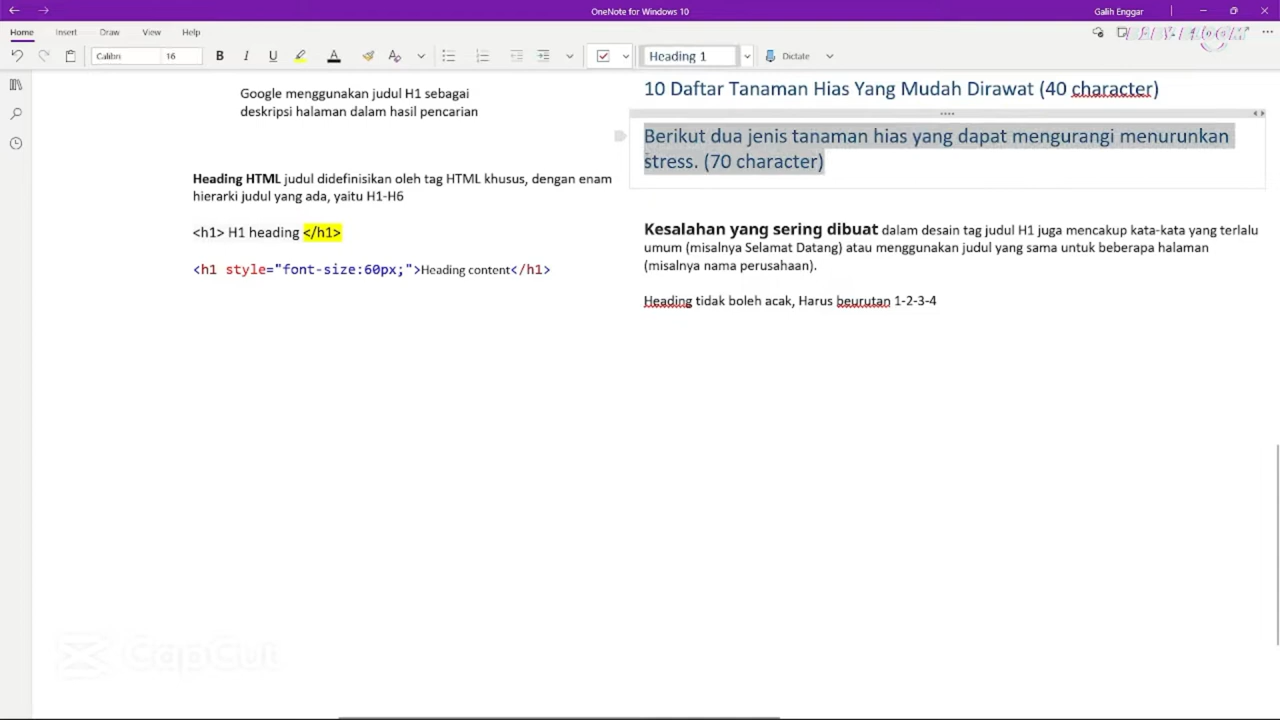 OneNote for Windows 10
Galih Enggar
Home Insert Draw View Help
Calibri 16 B I U A Heading 1 Dictate
Google menggunakan judul H1 sebagai
deskripsi halaman dalam hasil pencarian
Heading HTML judul didefinisikan oleh tag HTML khusus, dengan enam
hierarki judul yang ada, yaitu H1-H6
<h1> H1 heading </h1>
<h1 style="font-size:60px;">Heading content</h1>
10 Daftar Tanaman Hias Yang Mudah Dirawat (40 character)
Berikut dua jenis tanaman hias yang dapat mengurangi menurunkan
stress. (70 character)
Kesalahan yang sering dibuat dalam desain tag judul H1 juga mencakup kata-kata yang terlalu
umum (misalnya Selamat Datang) atau menggunakan judul yang sama untuk beberapa halaman
(misalnya nama perusahaan).
Heading tidak boleh acak, Harus beurutan 1-2-3-4
CapCut